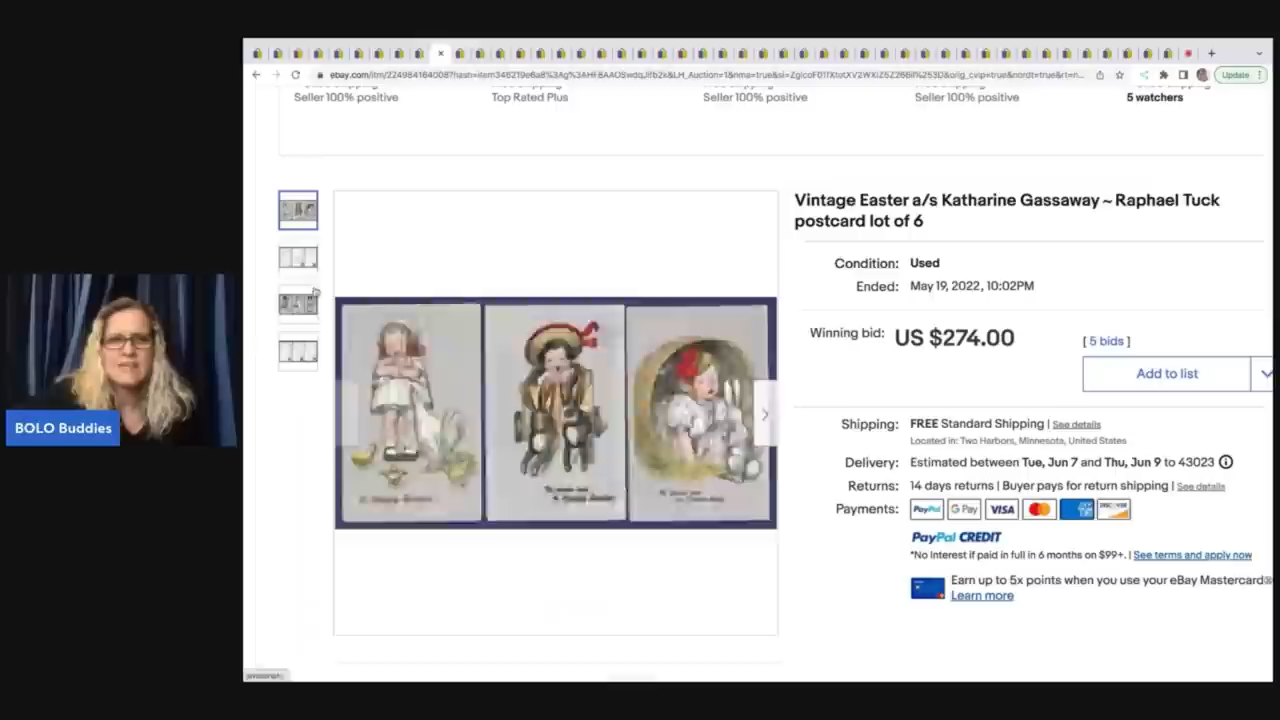 Update
Seller 100% positive
Top Rated Plus
Seller 100% positive
Seller 100% positive
5 watchers
Vintage Easter a/s Katharine Gassaway ~ Raphael Tuck
postcard lot of 6
Condition: Used
Ended: May 19, 2022, 10:02PM
Winning bid: US $274.00
[ 5 bids ]
Add to list
Shipping: FREE Standard Shipping | See details
Located in: Two Harbors, Minnesota, United States
Delivery: Estimated between Tue, Jun 7 and Thu, Jun 9 to 43023
Returns: 14 days returns | Buyer pays for return shipping | See details
Payments: PayPal G Pay VISA DISCOVER
PayPal CREDIT
*No Interest if paid in full in 6 months on $99+. | See terms and apply now
Earn up to 5x points when you use your eBay Mastercard®
Learn more
BOLO Buddies